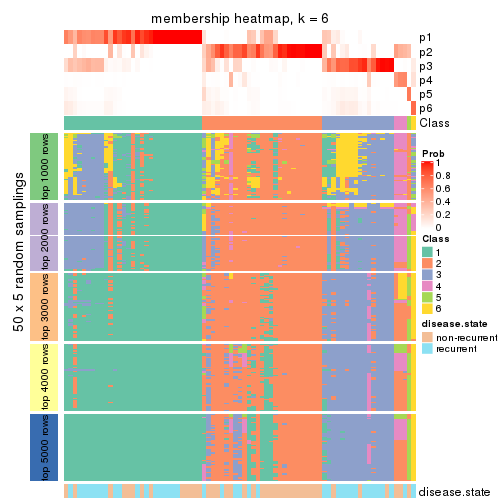 membership heatmap, k = 6
p1
p2
p3
p4
p5
p6
Class
50 x 5 random samplings
top 1000 rows
top 2000 rows
top 3000 rows
top 4000 rows
top 5000 rows
disease.state
Prob
1
0.8
0.6
0.4
0.2
0
Class
1
2
3
4
5
6
disease.state
non-recurrent
recurrent